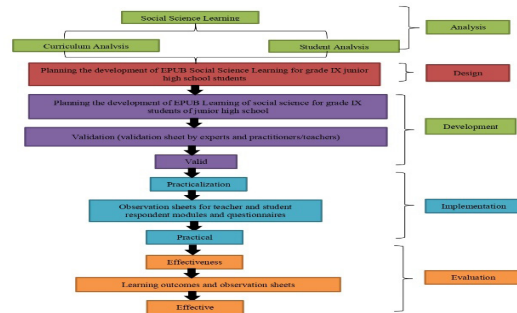 Social Science Learning
Analysis
Curriculum Analysis
Student Analysis
Planning the development of EPUB Social Science Learning for grade IX junior
high school students
Design
Planning the development of EPUB Learning of social science for grade IX
students of junior high school
Development
Validation (validation sheet by experts and practitioners/teachers)
Valid
Practicalization
Observation sheets for teacher and student
respondent modules and questionnaires
Implementation
Practical
Effectiveness
Learning outcomes and observation sheets
Evaluation
Effective